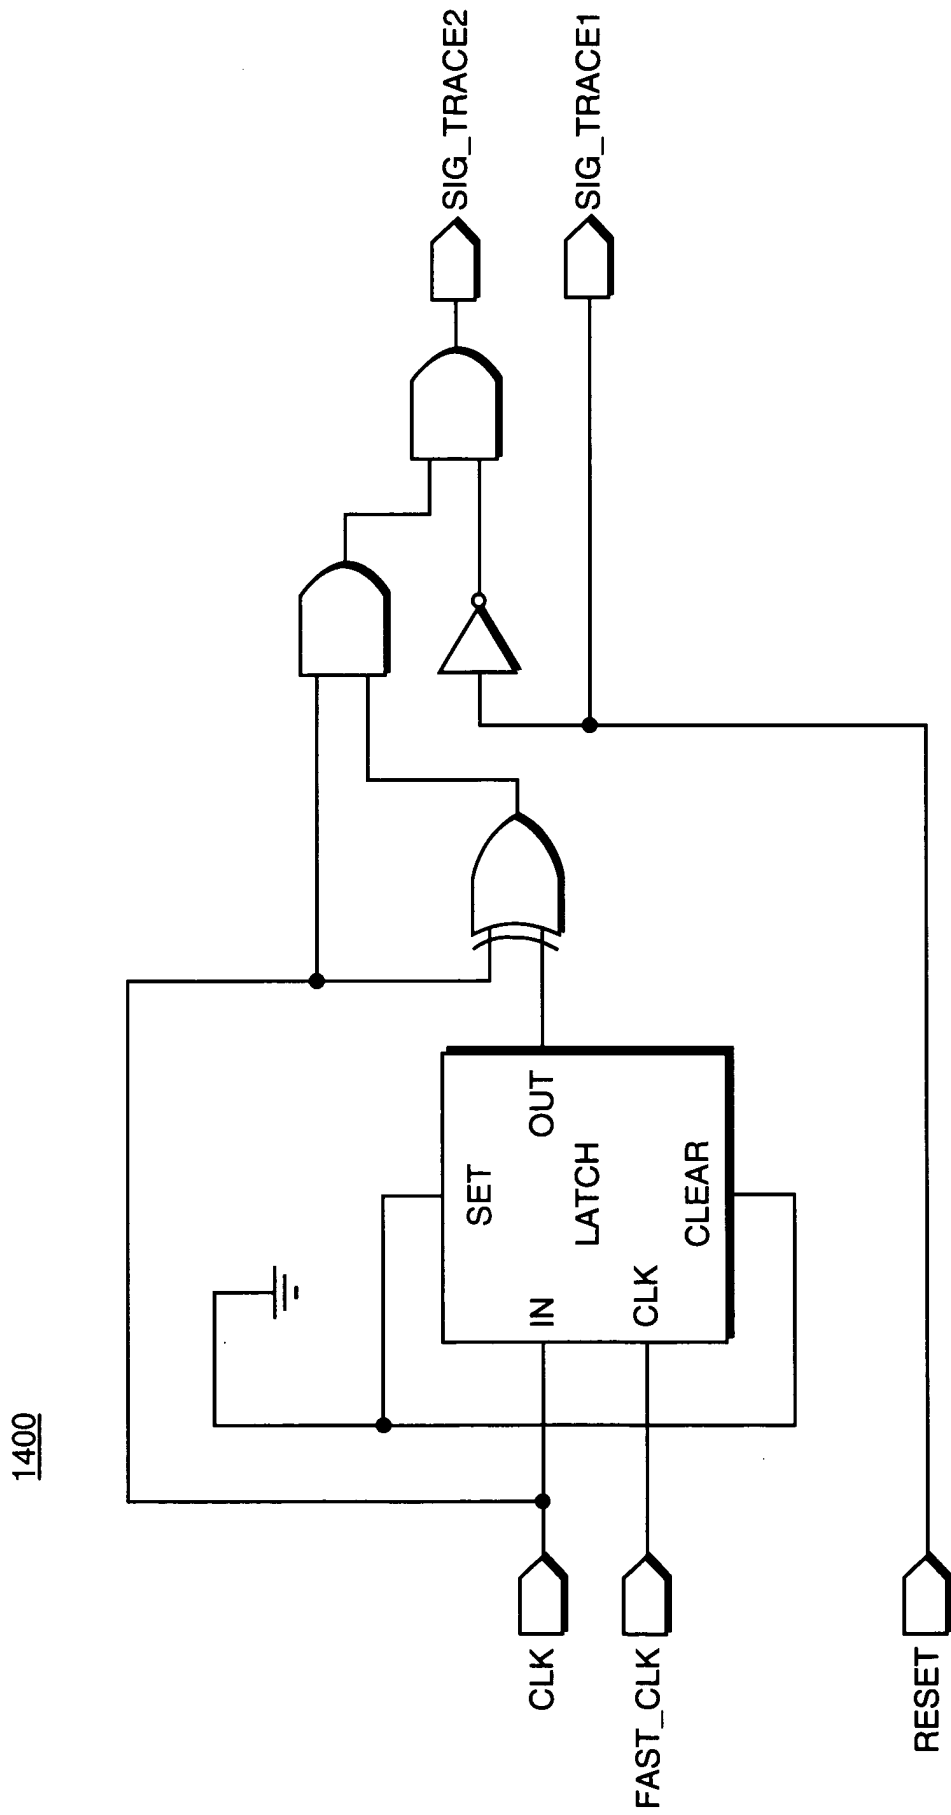 1400
CLK
FAST_CLK
RESET
SET
IN
OUT
LATCH
CLK
CLEAR
SIG_TRACE2
SIG_TRACE1